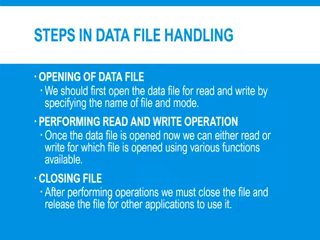 STEPS IN DATA FILE HANDLING
• OPENING OF DATA FILE
• We should first open the data file for read and write by
specifying the name of file and mode.
• PERFORMING READ AND WRITE OPERATION
• Once the data file is opened now we can either read or
write for which file is opened using various functions
available.
• CLOSING FILE
• After performing operations we must close the file and
release the file for other applications to use it.